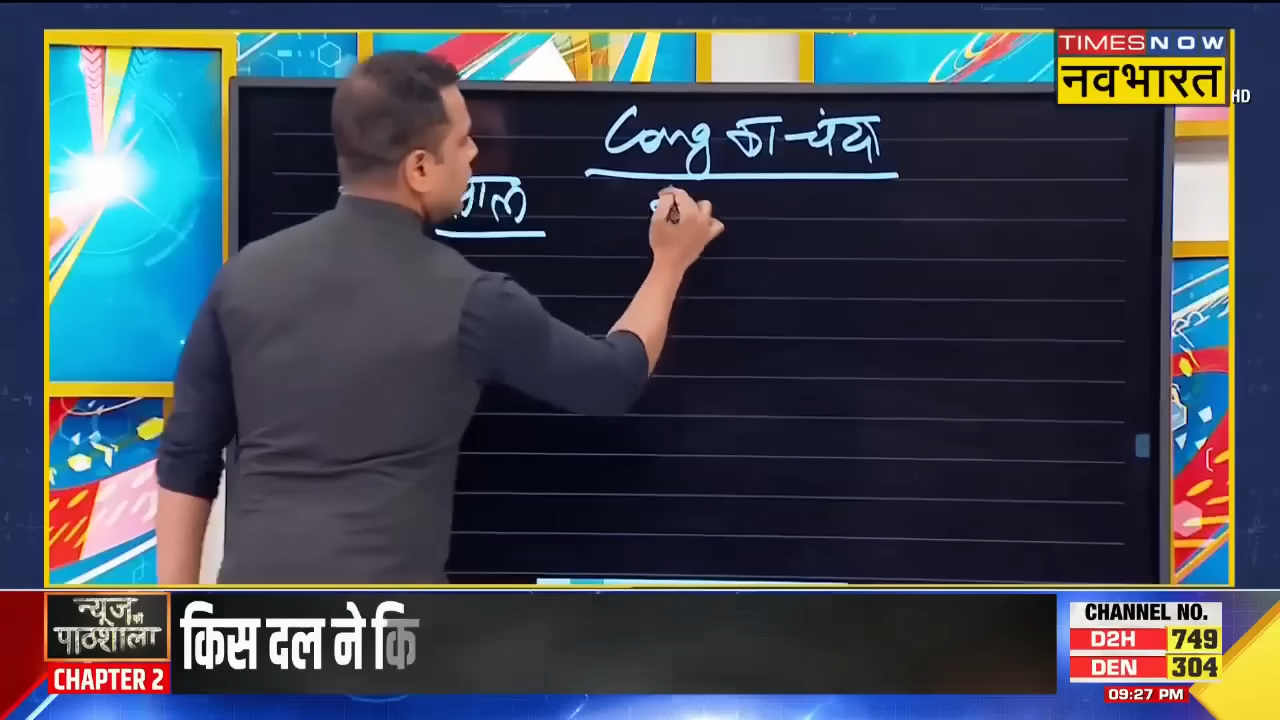 TIMES NOW
नवभारत
HD
Cong का चंदा
साल
न्यूज़ की
पाठशाला
CHAPTER 2
किस दल ने कि
CHANNEL NO.
D2H 749
DEN 304
09:27 PM